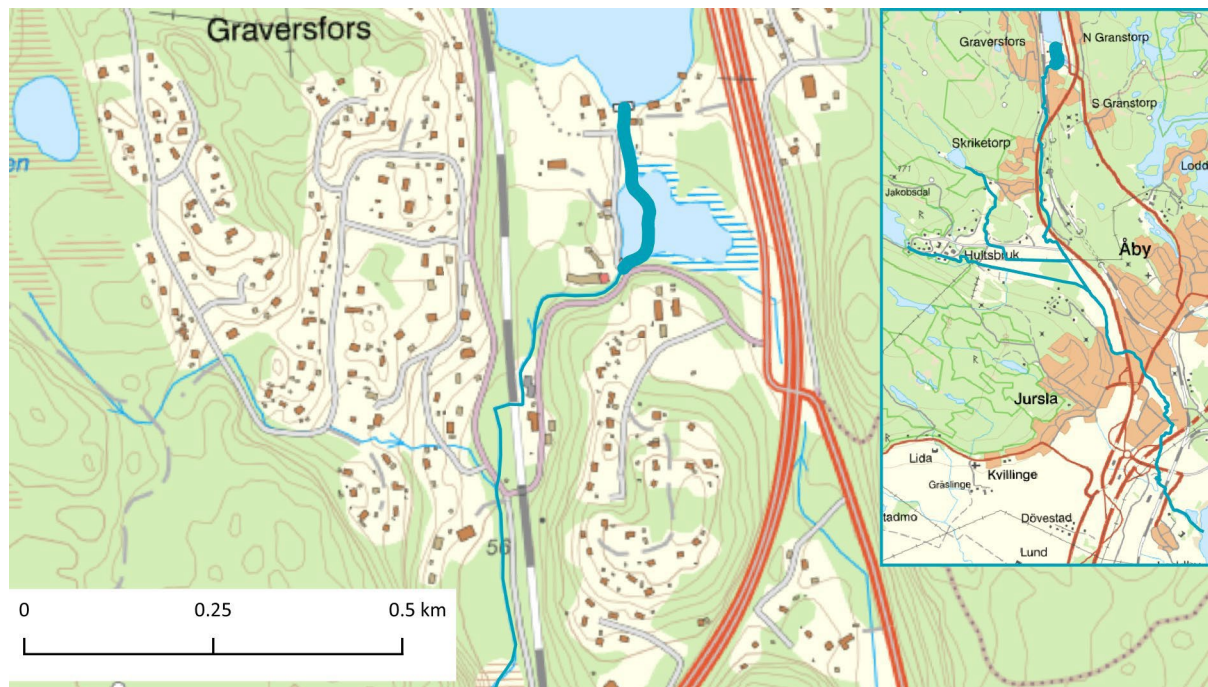 Graversfors
en
56
0
0.25
0.5 km
Graversfors
N Granstorp
S Granstorp
Skriketorp
171
Jakobsdal
Lodd
R
Hultsbruk
Åby
R
Jursla
R
Lida
Kvillinge
Gräslinge
tadmo
Dövestad
Lund